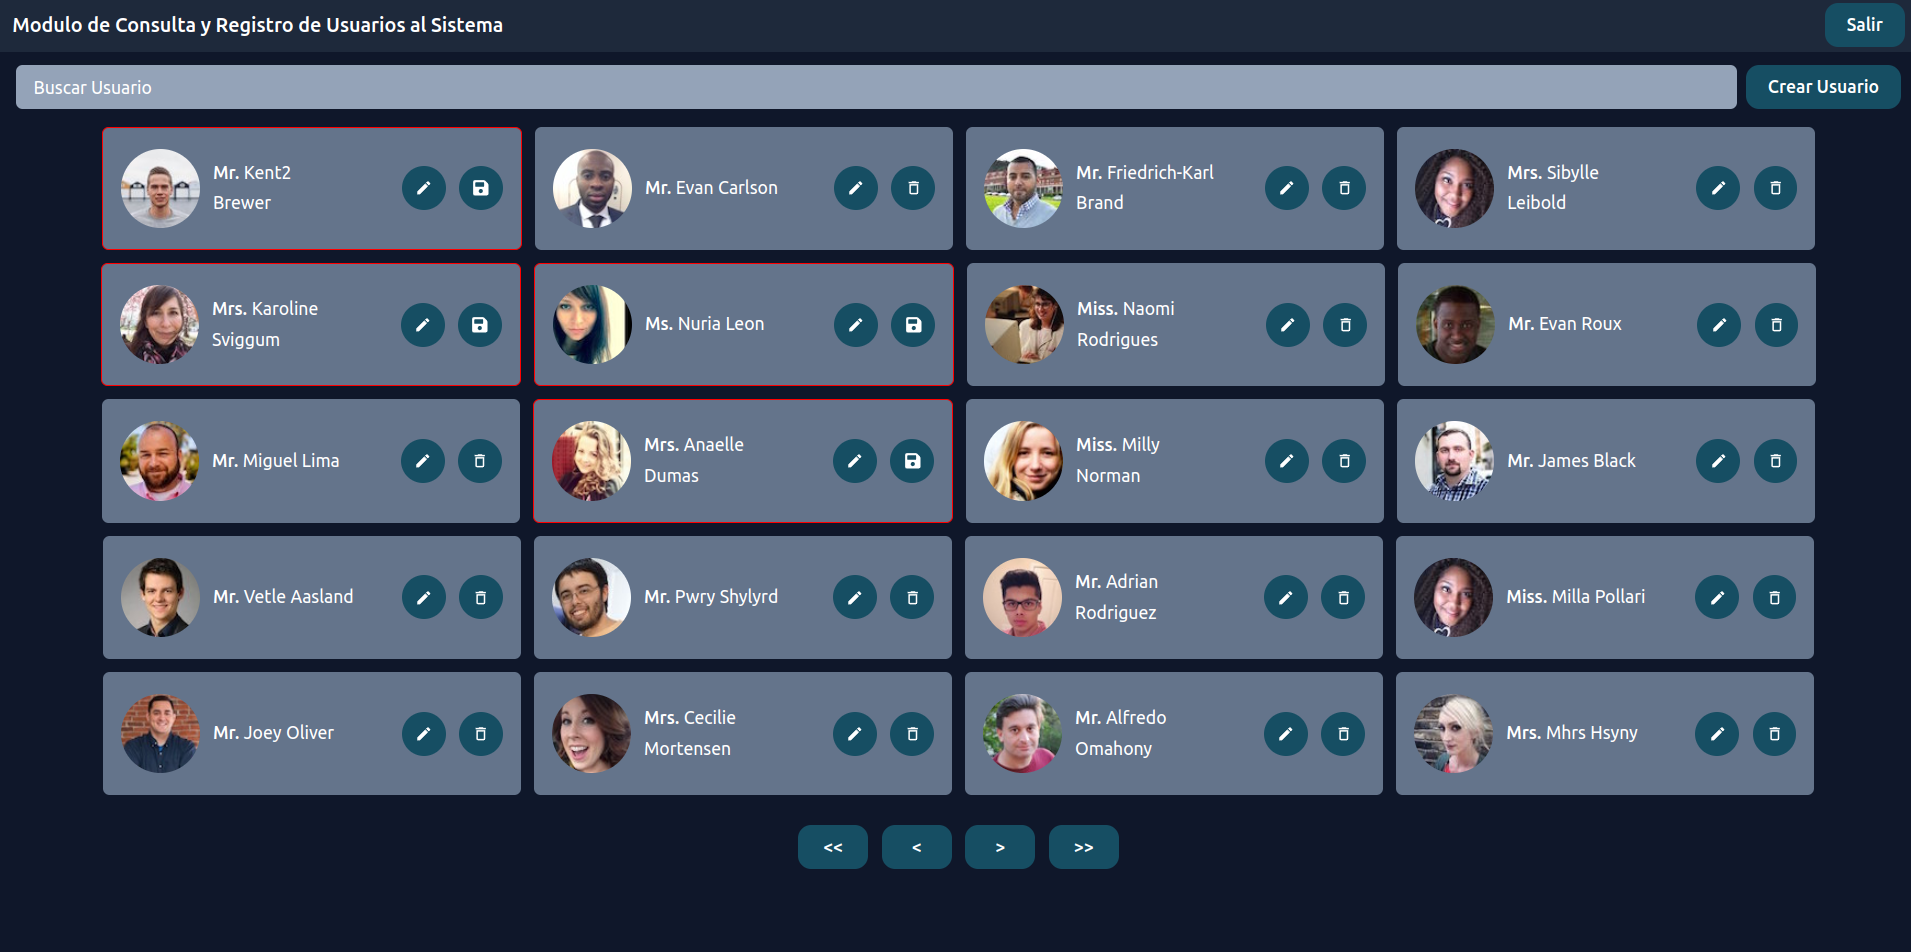 Modulo de Consulta y Registro de Usuarios al Sistema
Salir
Buscar Usuario
Crear Usuario
Mr. Kent2
Brewer
Mr. Evan Carlson
Mr. Friedrich-Karl
Brand
Mrs. Sibylle
Leibold
Mrs. Karoline
Sviggum
Ms. Nuria Leon
Miss. Naomi
Rodrigues
Mr. Evan Roux
Mr. Miguel Lima
Mrs. Anaelle
Dumas
Miss. Milly
Norman
Mr. James Black
Mr. Vetle Aasland
Mr. Pwry Shylyrd
Mr. Adrian
Rodriguez
Miss. Milla Pollari
Mr. Joey Oliver
Mrs. Cecilie
Mortensen
Mr. Alfredo
Omahony
Mrs. Mhrs Hsyny
<< < > >>